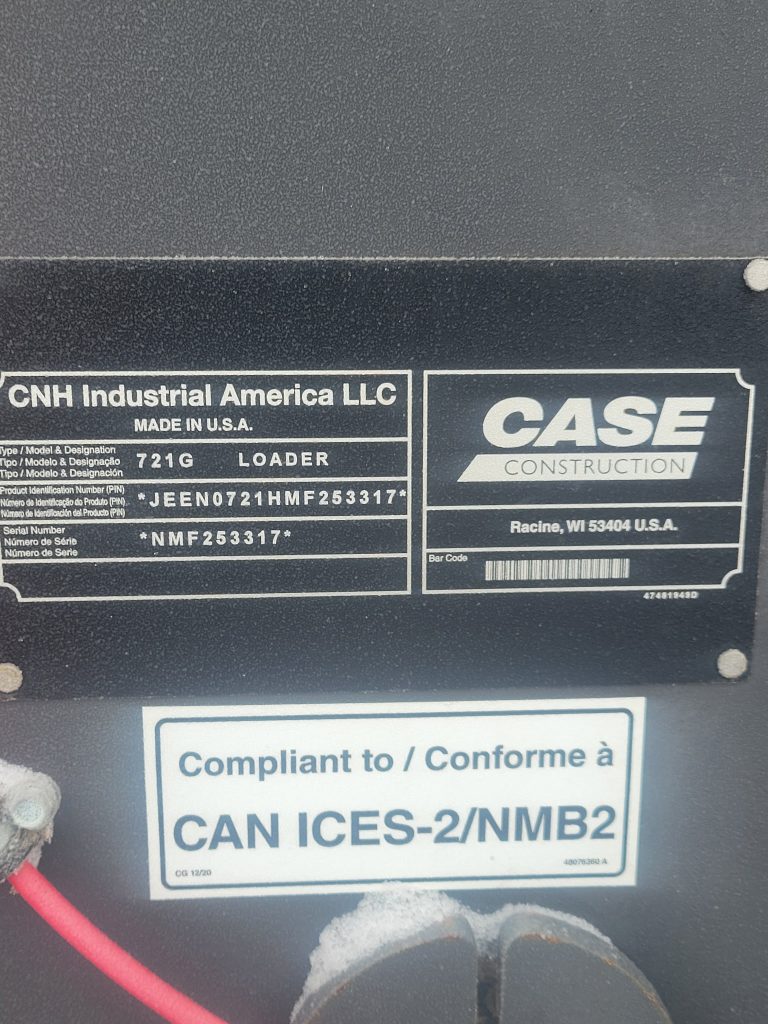 CNH Industrial America LLC
MADE IN U.S.A.
Type / Model & Designation
Tipo / Modelo & Designação
Tipo / Modelo & Designación
721G LOADER
Product Identification Number (PIN)
Número de Identificação do Produto (PIN)
Número de Identificación del Producto (PIN)
*JEEN0721HMF253317*
Serial Number
Número de Série
Número de Serie
*NMF253317*
CASE
CONSTRUCTION
Racine, WI 53404 U.S.A.
Bar Code
47481949D
Compliant to / Conforme à
CAN ICES-2/NMB2
CG 12/20
48076360 A